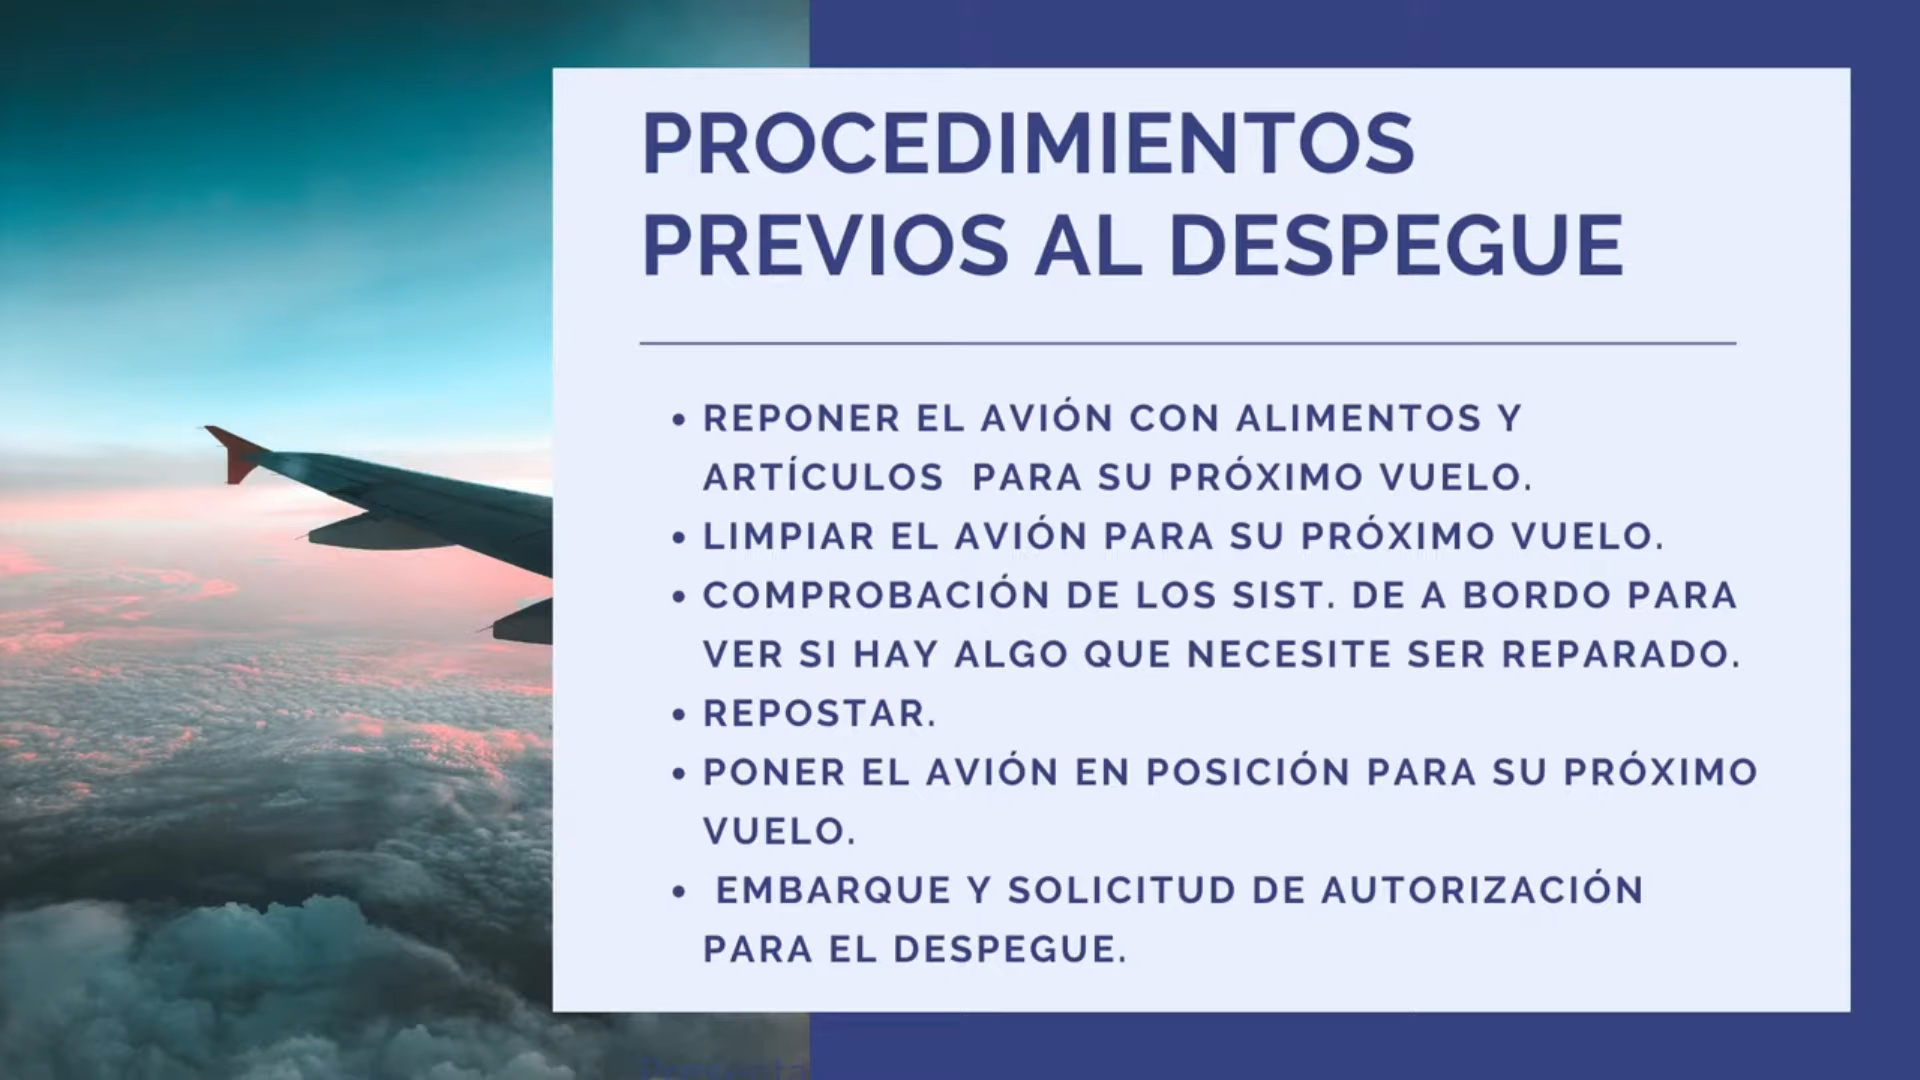 PROCEDIMIENTOS
PREVIOS AL DESPEGUE
• REPONER EL AVIÓN CON ALIMENTOS Y
ARTÍCULOS PARA SU PRÓXIMO VUELO.
• LIMPIAR EL AVIÓN PARA SU PRÓXIMO VUELO.
• COMPROBACIÓN DE LOS SIST. DE A BORDO PARA
VER SI HAY ALGO QUE NECESITE SER REPARADO.
• REPOSTAR.
• PONER EL AVIÓN EN POSICIÓN PARA SU PRÓXIMO
VUELO.
• EMBARQUE Y SOLICITUD DE AUTORIZACIÓN
PARA EL DESPEGUE.